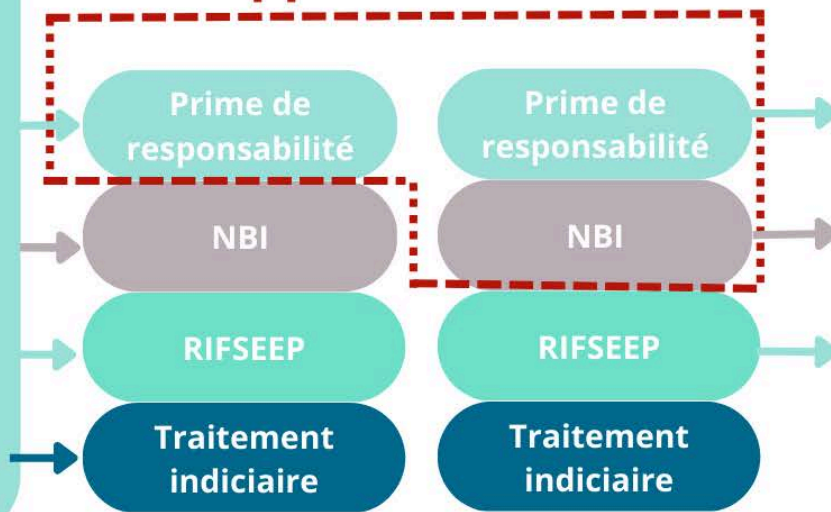 Prime de
responsabilité
NBI
RIFSEEP
Traitement
indiciaire
Prime de
responsabilité
NBI
RIFSEEP
Traitement
indiciaire